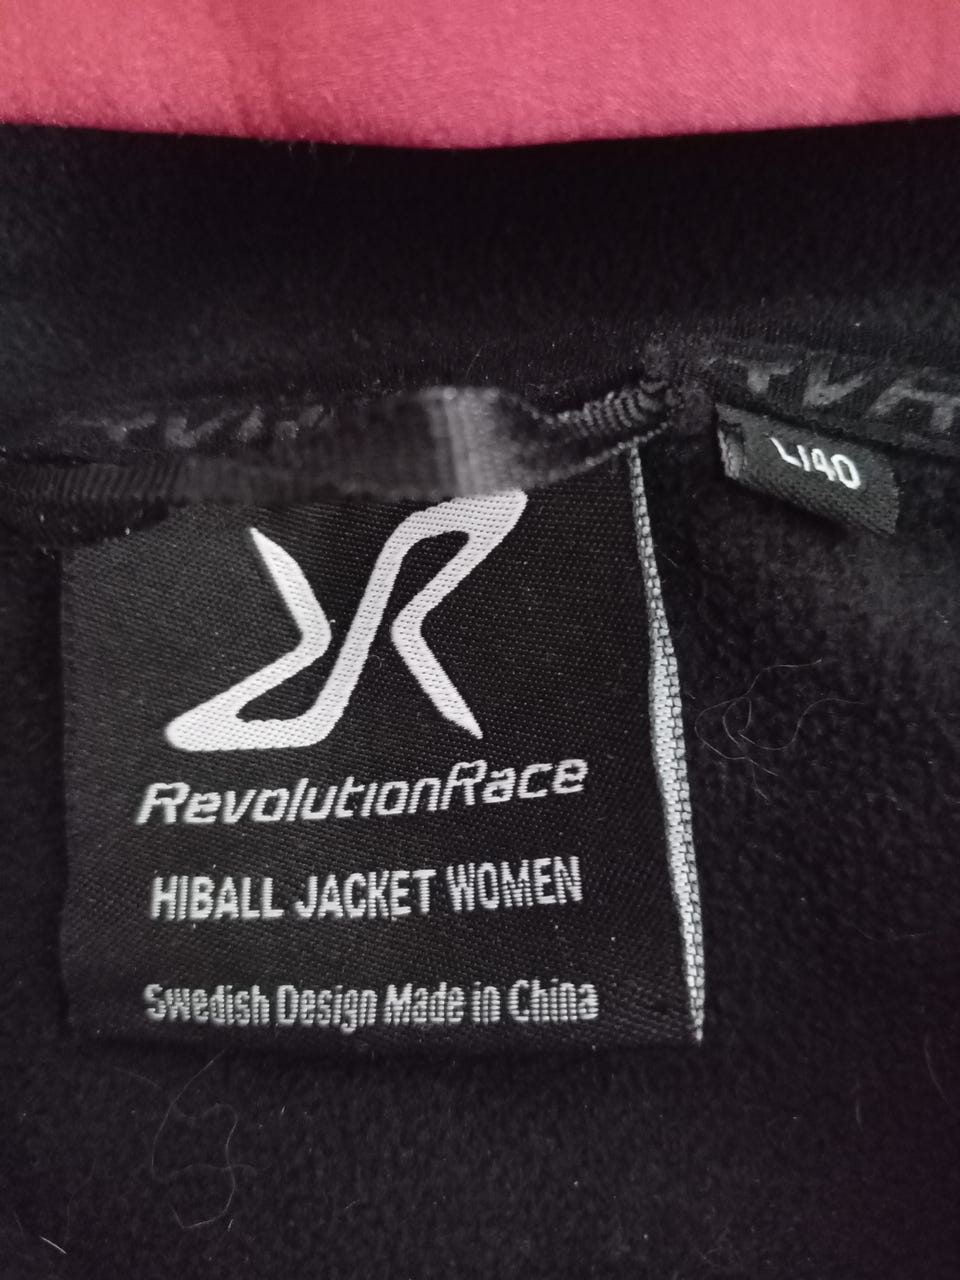 L/40
RevolutionRace
HIBALL JACKET WOMEN
Swedish Design Made in China